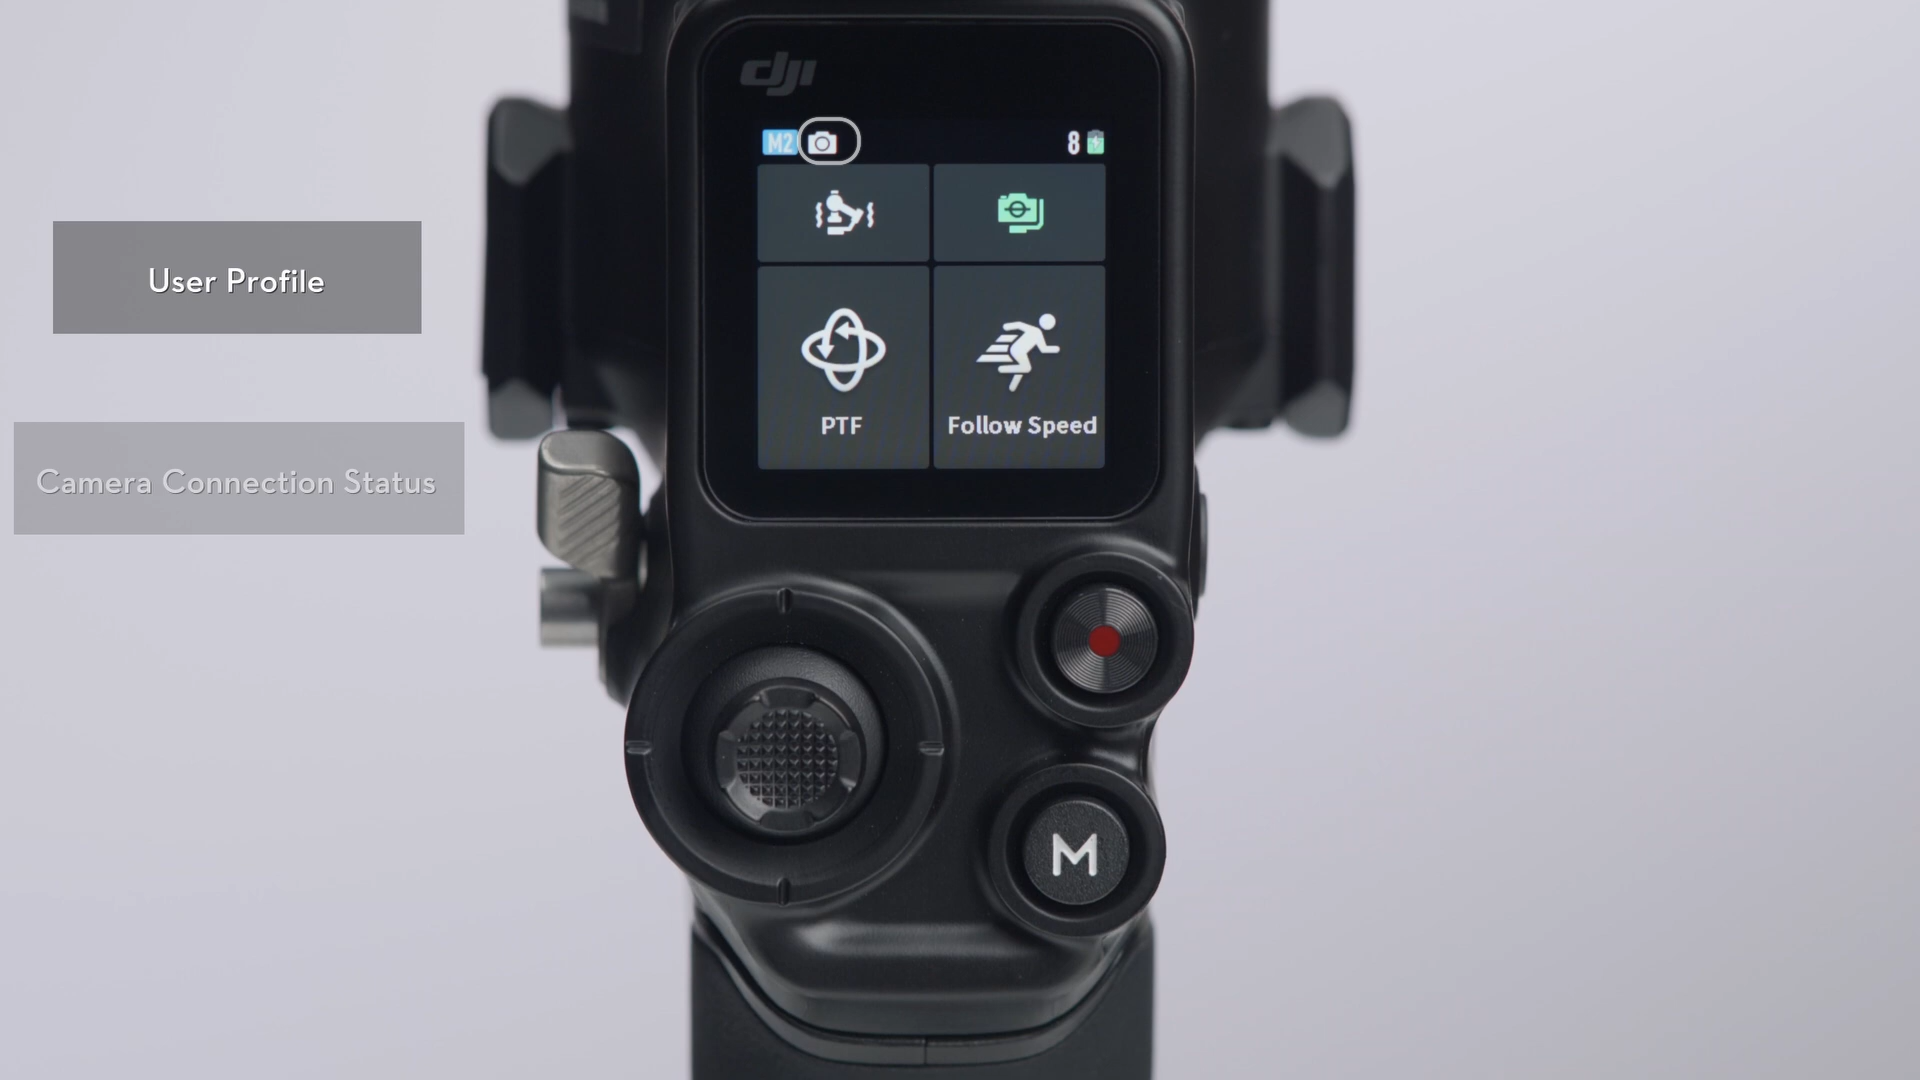 dji
M2
8
User Profile
PTF
Follow Speed
Camera Connection Status
M